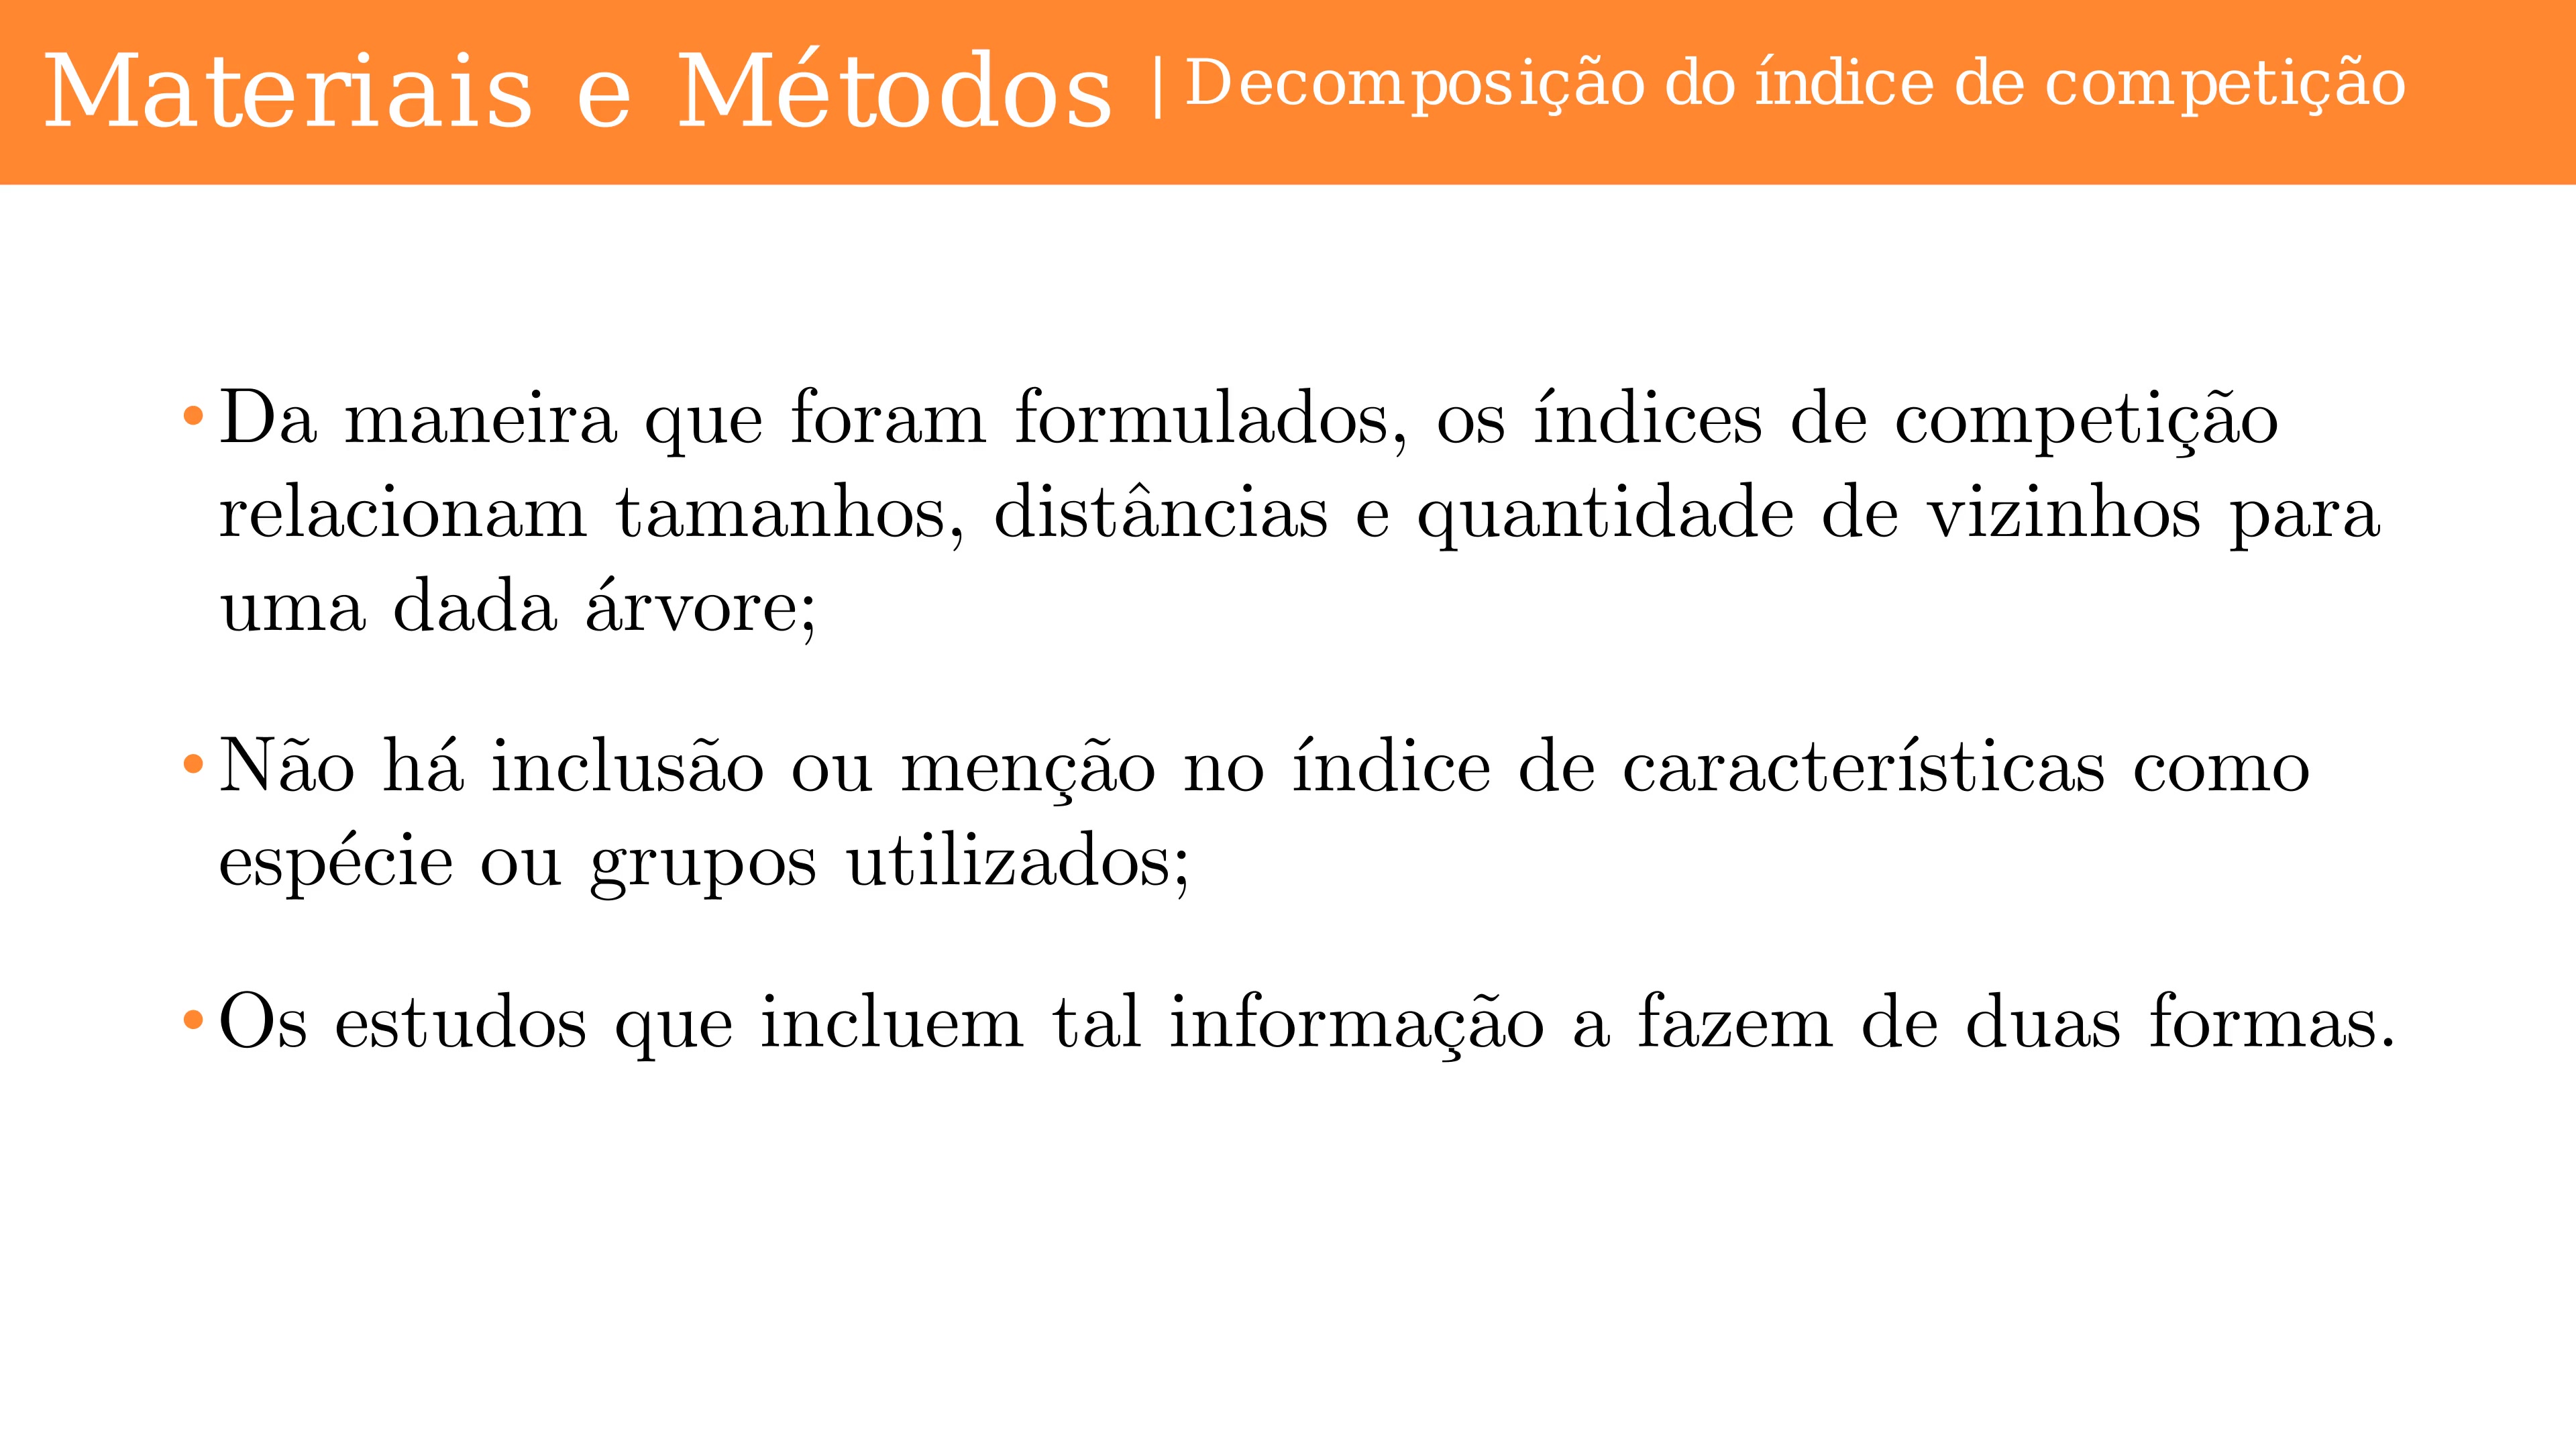 Materiais e Métodos | Decomposição do índice de competição
• Da maneira que foram formulados, os índices de competição
relacionam tamanhos, distâncias e quantidade de vizinhos para
uma dada árvore;
• Não há inclusão ou menção no índice de características como
espécie ou grupos utilizados;
• Os estudos que incluem tal informação a fazem de duas formas.